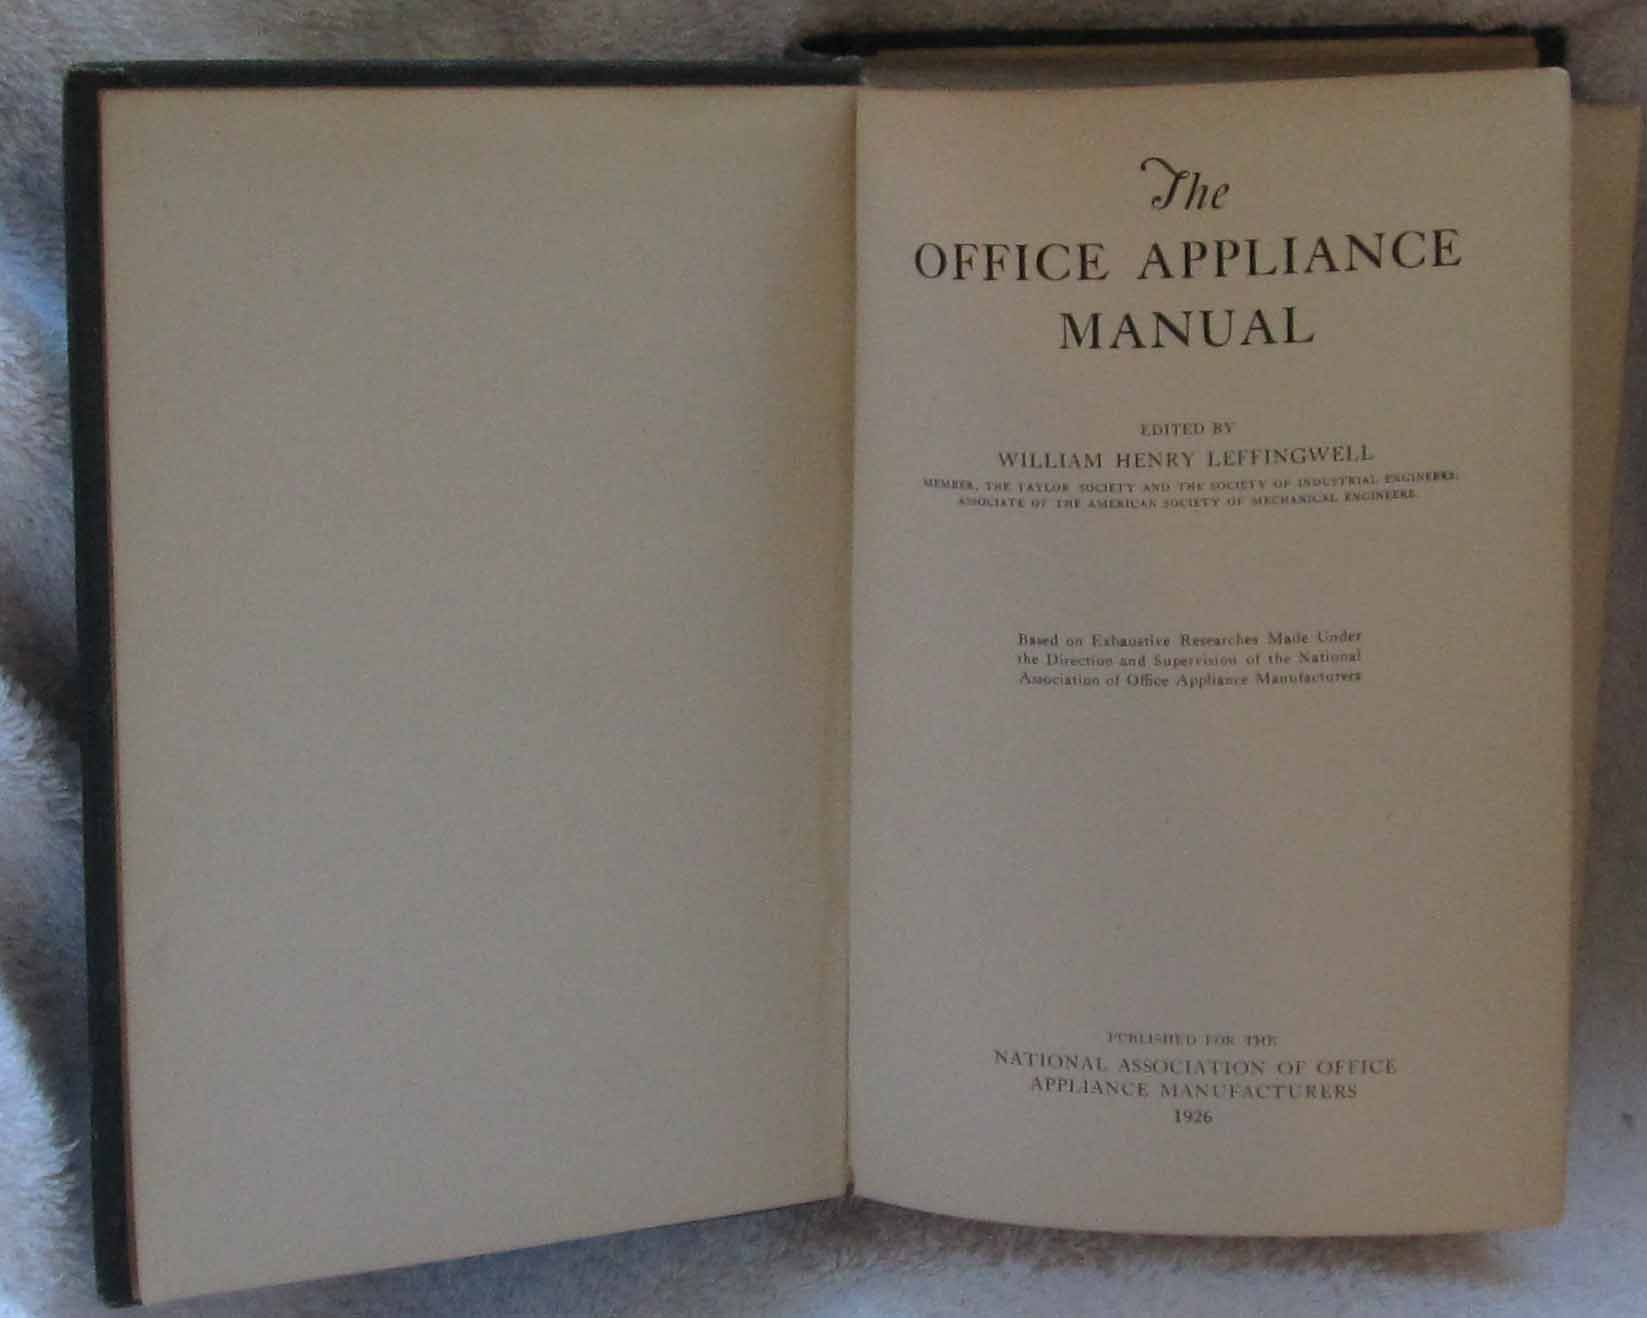 The
OFFICE APPLIANCE
MANUAL
EDITED BY
WILLIAM HENRY LEFFINGWELL
MEMBER, THE TAYLOR SOCIETY AND THE SOCIETY OF INDUSTRIAL ENGINEERS;
ASSOCIATE OF THE AMERICAN SOCIETY OF MECHANICAL ENGINEERS
Based on Exhaustive Researches Made Under
the Direction and Supervision of the National
Association of Office Appliance Manufacturers
PUBLISHED FOR THE
NATIONAL ASSOCIATION OF OFFICE
APPLIANCE MANUFACTURERS
1926